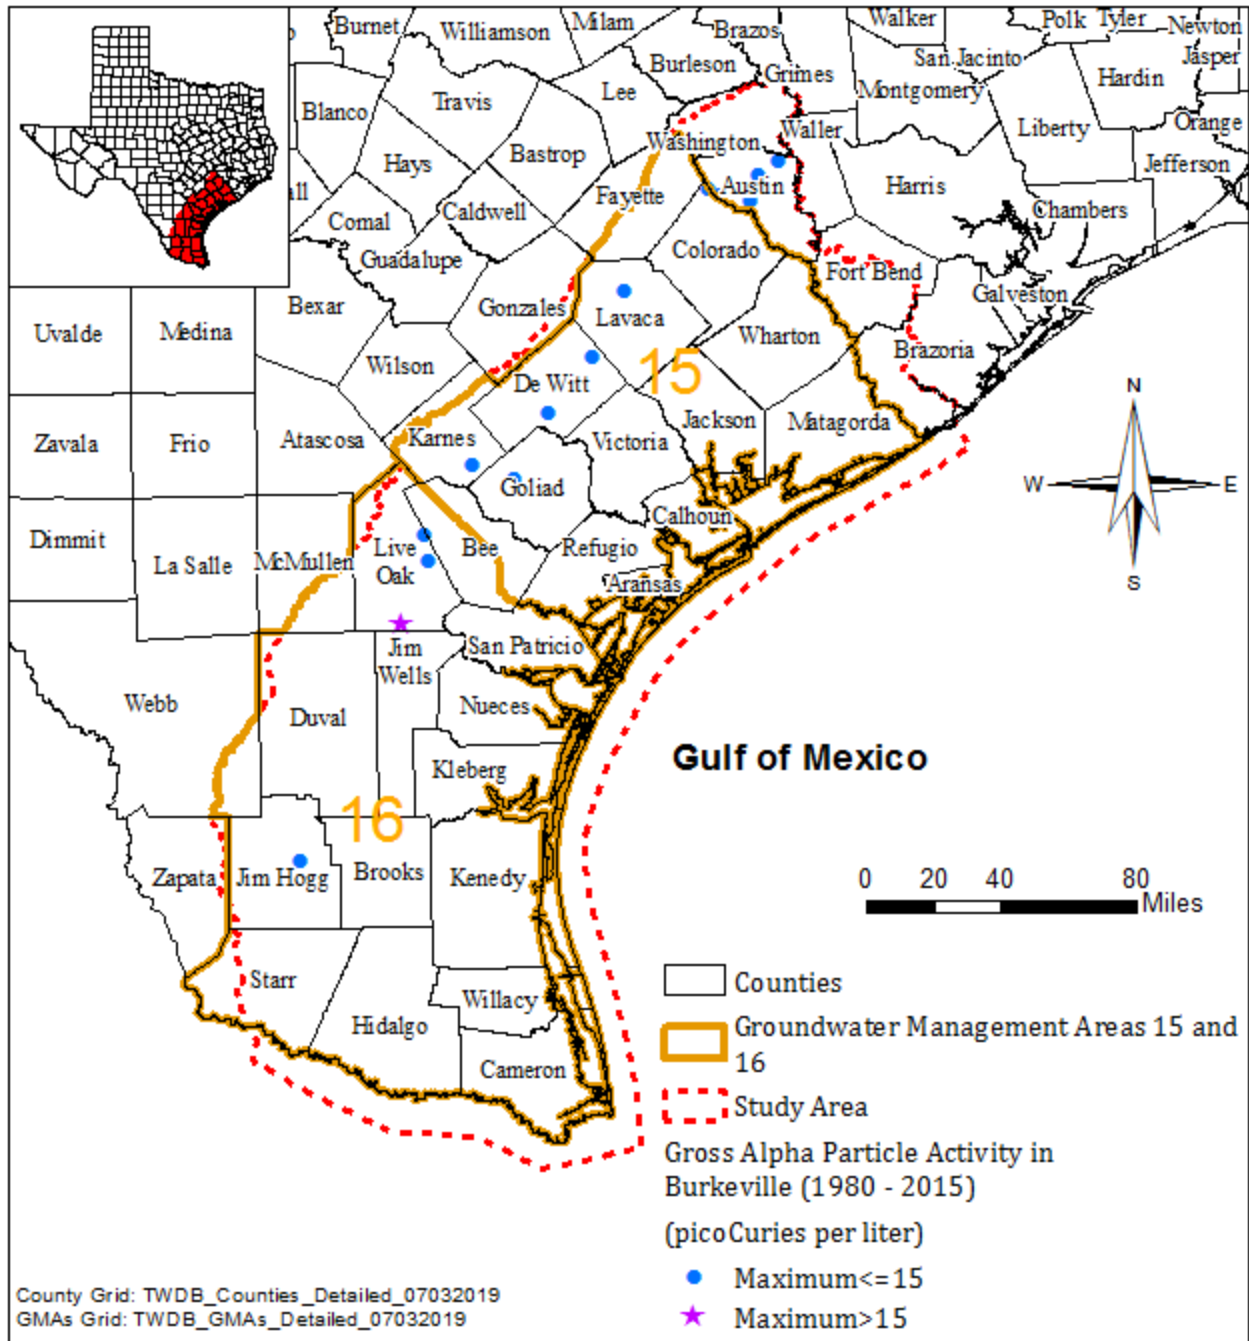 Burnet
Williamson
Milam
Brazos
Walker
Polk
Tyler
Newton
Burleson
Grimes
San Jacinto
Jasper
Blanco
Travis
Lee
Montgomery
Hardin
Washington
Waller
Liberty
Orange
Hays
Bastrop
Austin
Harris
Jefferson
Comal
Caldwell
Fayette
Chambers
Guadalupe
Colorado
Fort Bend
Bexar
Gonzales
Lavaca
Galveston
Uvalde
Medina
Wilson
De Witt
15
Wharton
Brazoria
Zavala
Frio
Atascosa
Karnes
Victoria
Jackson
Matagorda
Goliad
Dimmit
La Salle
McMullen
Live
Oak
Bee
Refugio
Calhoun
Aransas
Jim
Wells
San Patricio
Webb
Duval
Nueces
Kleberg
16
Zapata
Jim Hogg
Brooks
Kenedy
Starr
Hidalgo
Willacy
Cameron
N
W
E
S
Gulf of Mexico
0 20 40 80
Miles
Counties
Groundwater Management Areas 15 and
16
Study Area
Gross Alpha Particle Activity in
Burkeville (1980 - 2015)
(picoCuries per liter)
Maximum<=15
Maximum>15
County Grid: TWDB_Counties_Detailed_07032019
GMAs Grid: TWDB_GMAs_Detailed_07032019